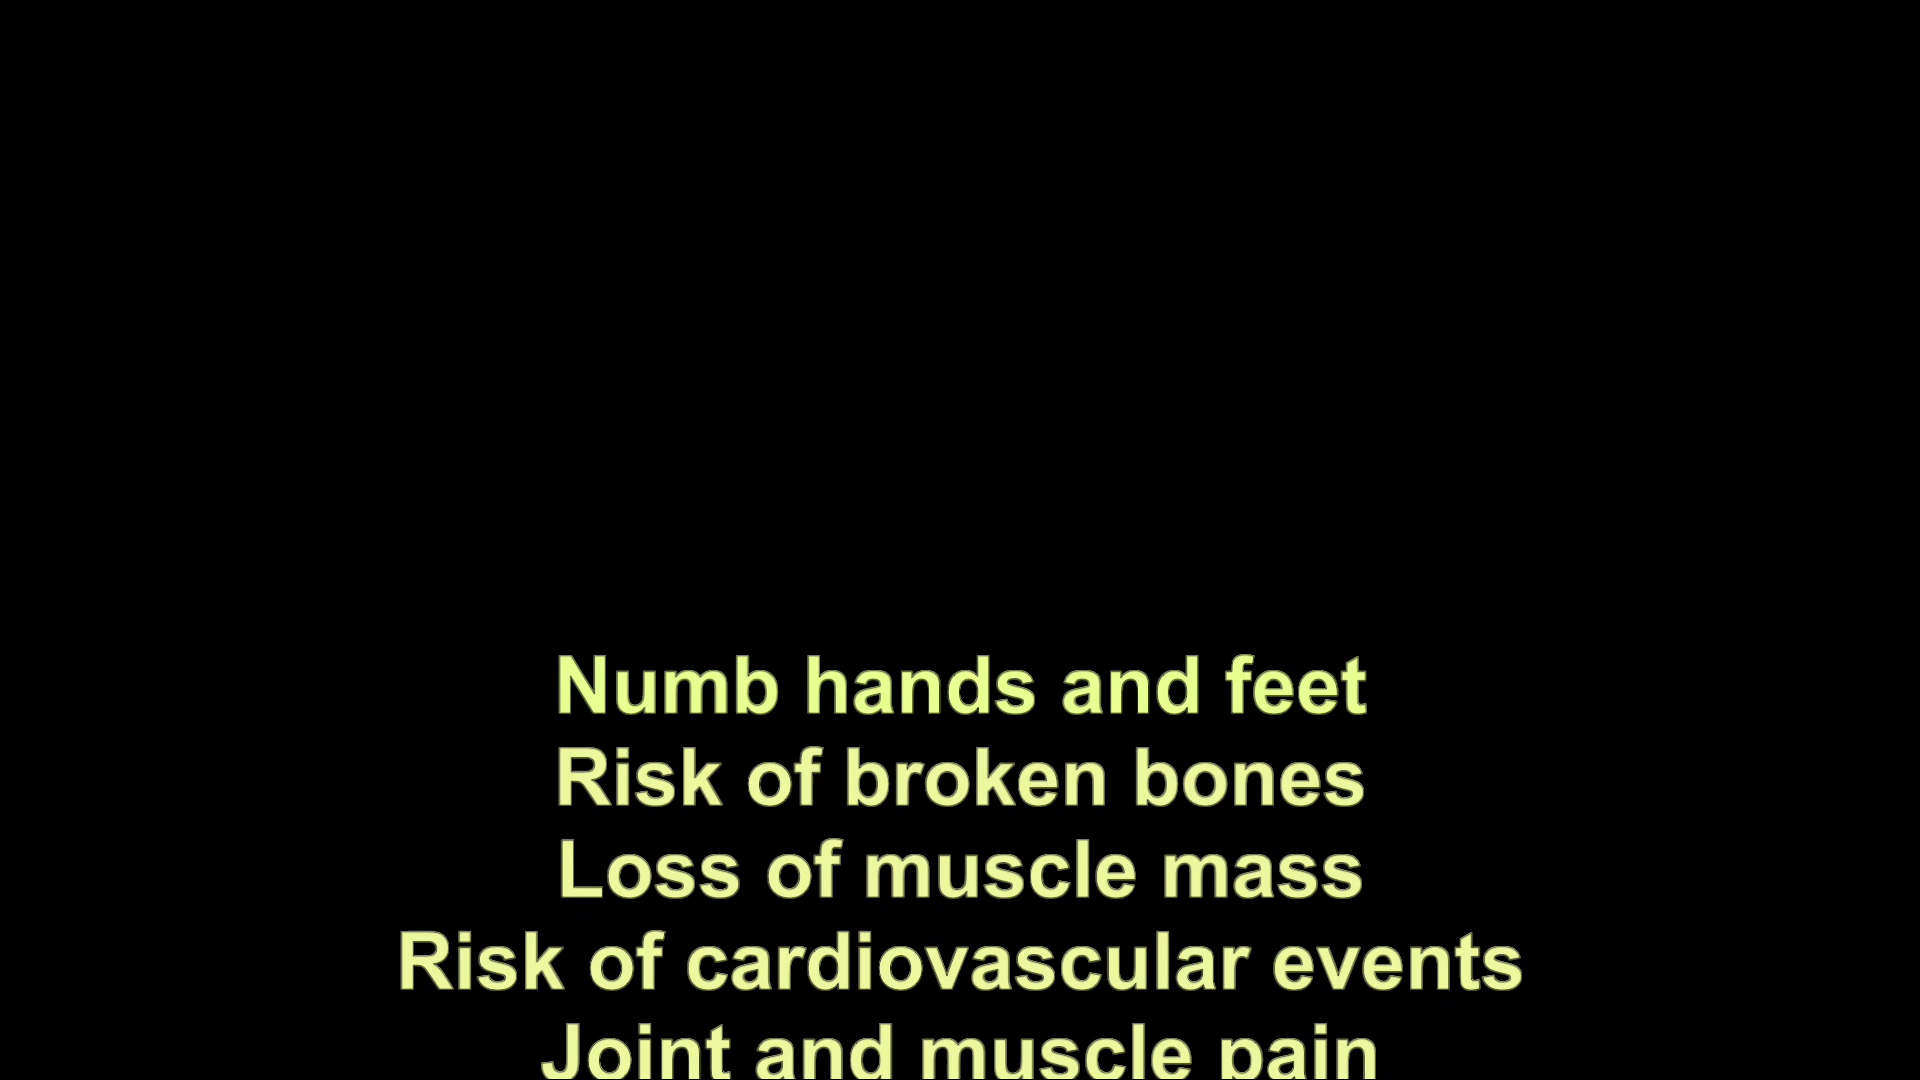 Numb hands and feet
Risk of broken bones
Loss of muscle mass
Risk of cardiovascular events
Joint and muscle pain